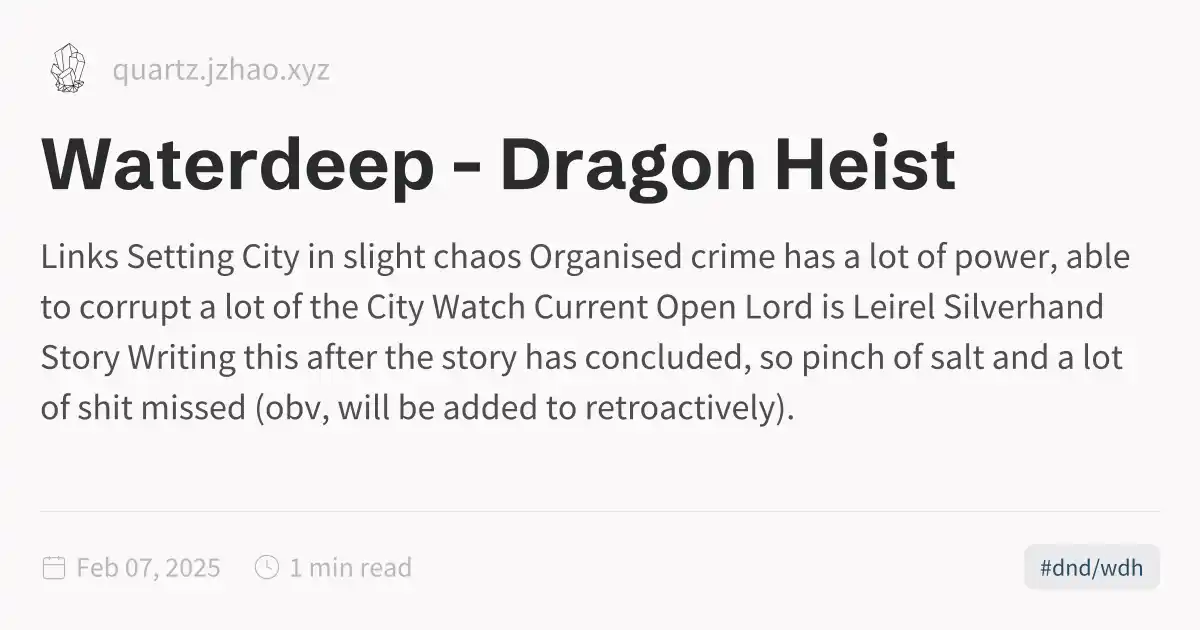 quartz.jzhao.xyz
Waterdeep - Dragon Heist
Links Setting City in slight chaos Organised crime has a lot of power, able
to corrupt a lot of the City Watch Current Open Lord is Leirel Silverhand
Story Writing this after the story has concluded, so pinch of salt and a lot
of shit missed (obv, will be added to retroactively).
Feb 07, 2025 1 min read #dnd/wdh